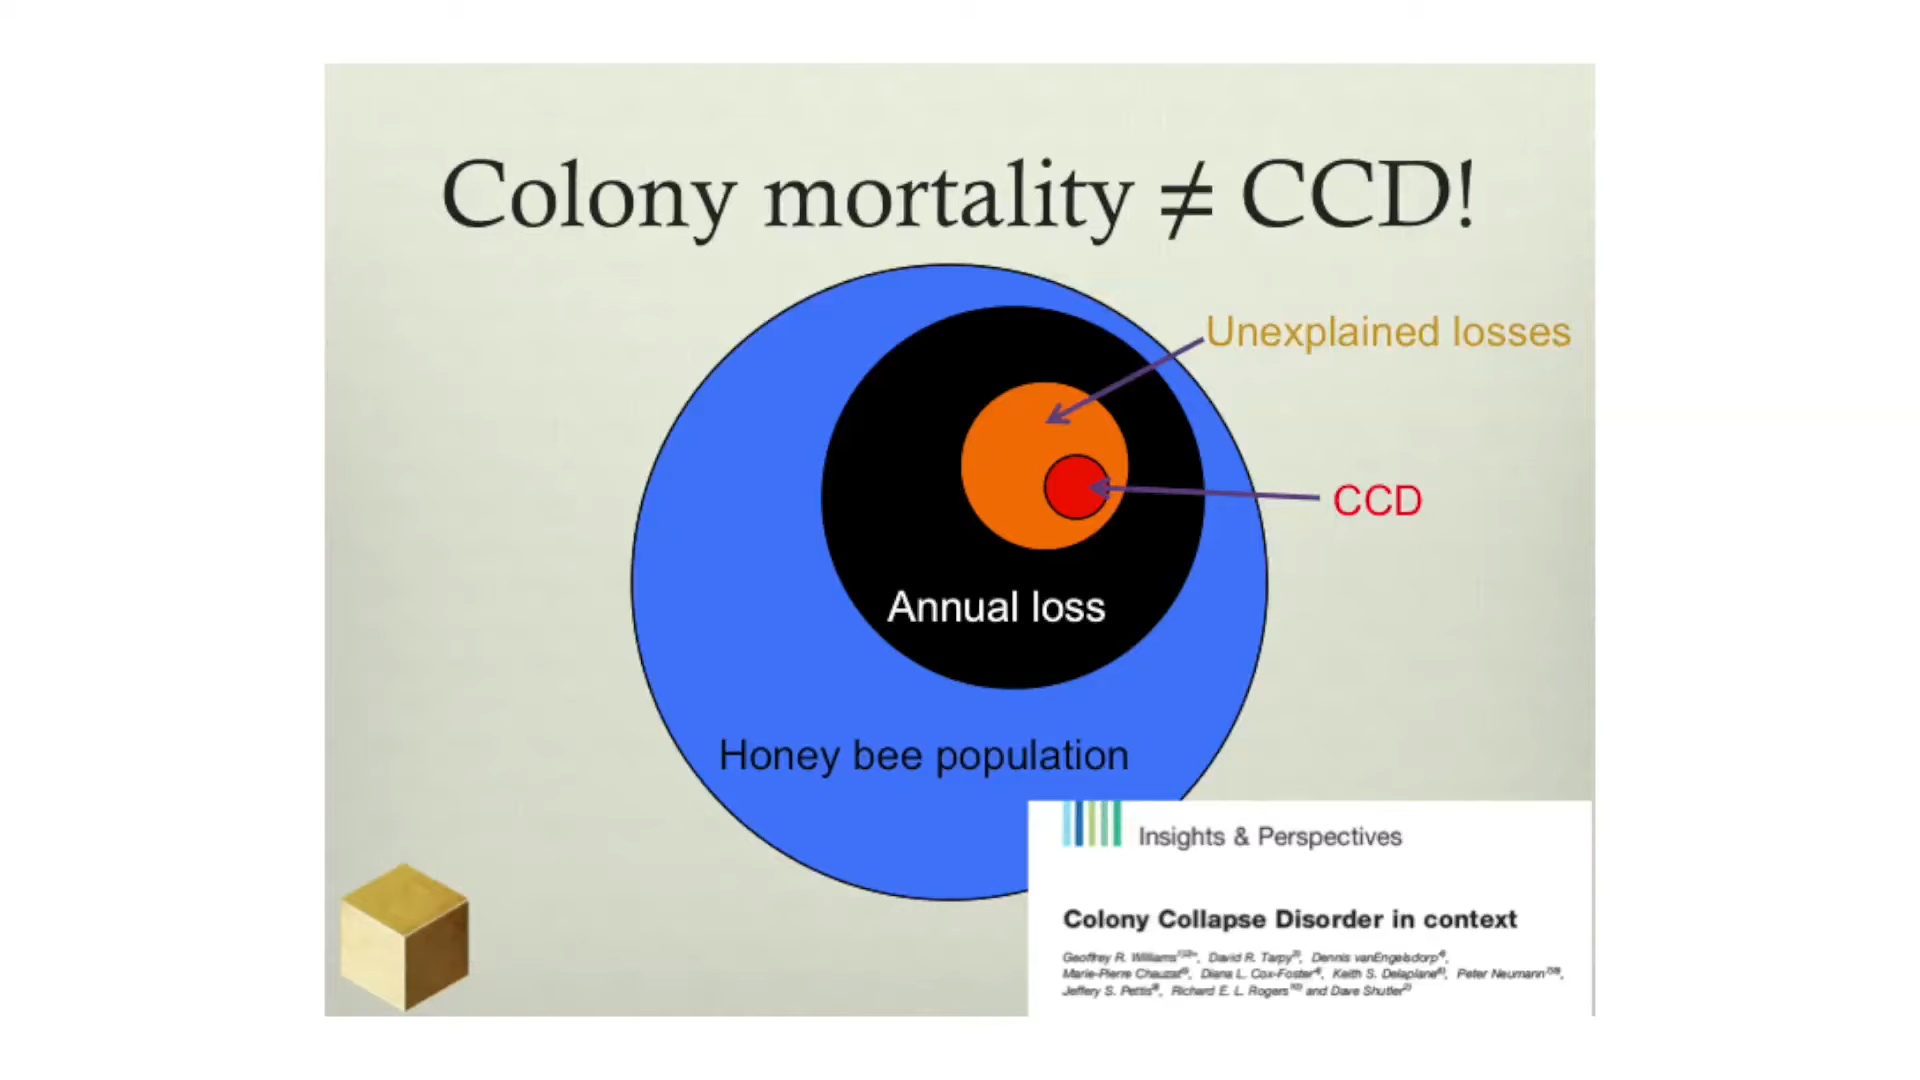 Colony mortality ≠ CCD!
Unexplained losses
CCD
Annual loss
Honey bee population
Insights & Perspectives
Colony Collapse Disorder in context
Geoffrey R. Williams, David R. Tarpy, Dennis vanEngelsdorp,
Marie-Pierre Chauzat, Diana L. Cox-Foster, Keith S. Delaplane, Peter Neumann,
Jeffery S. Pettis, Richard E. L. Rogers and Dave Shutler